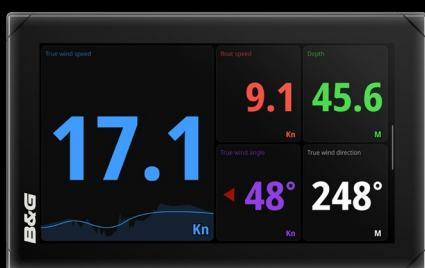 True wind speed
17.1
Kn
Boat speed
9.1
Kn
Depth
45.6
M
True wind angle
48°
Kn
True wind direction
248°
M
B&G